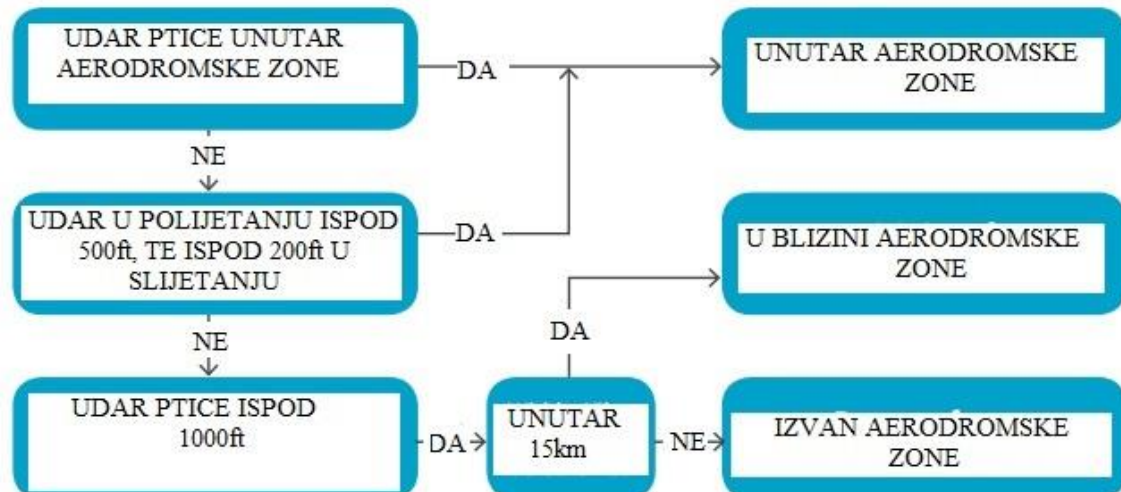 UDAR PTICE UNUTAR
AERODROMSKE ZONE
DA
UNUTAR AERODROMSKE
ZONE
NE
UDAR U POLIJETANJU ISPOD
500ft, TE ISPOD 200ft U
SLIJETANJU
DA
U BLIZINI AERODROMSKE
ZONE
NE
DA
UDAR PTICE ISPOD
1000ft
DA
UNUTAR
15km
NE
IZVAN AERODROMSKE
ZONE